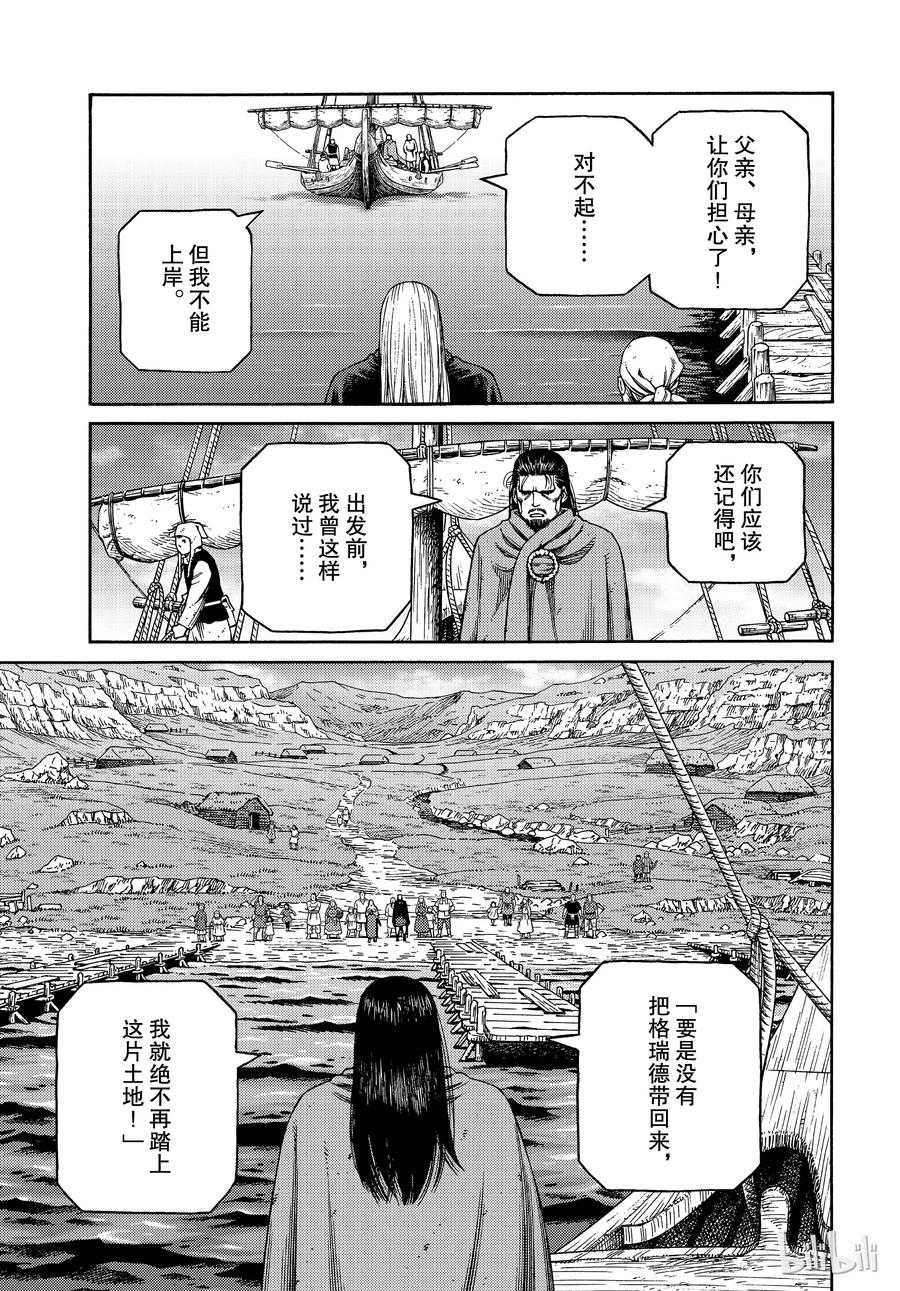 父亲、母亲，
让你们担心了！
对不起……
但我不能
上岸。
你们应该
还记得吧，
出发前，
我曾这样
说过……
「要是没有
把格瑞德带回来，
我就绝不再踏上
这片土地！」
bilibili